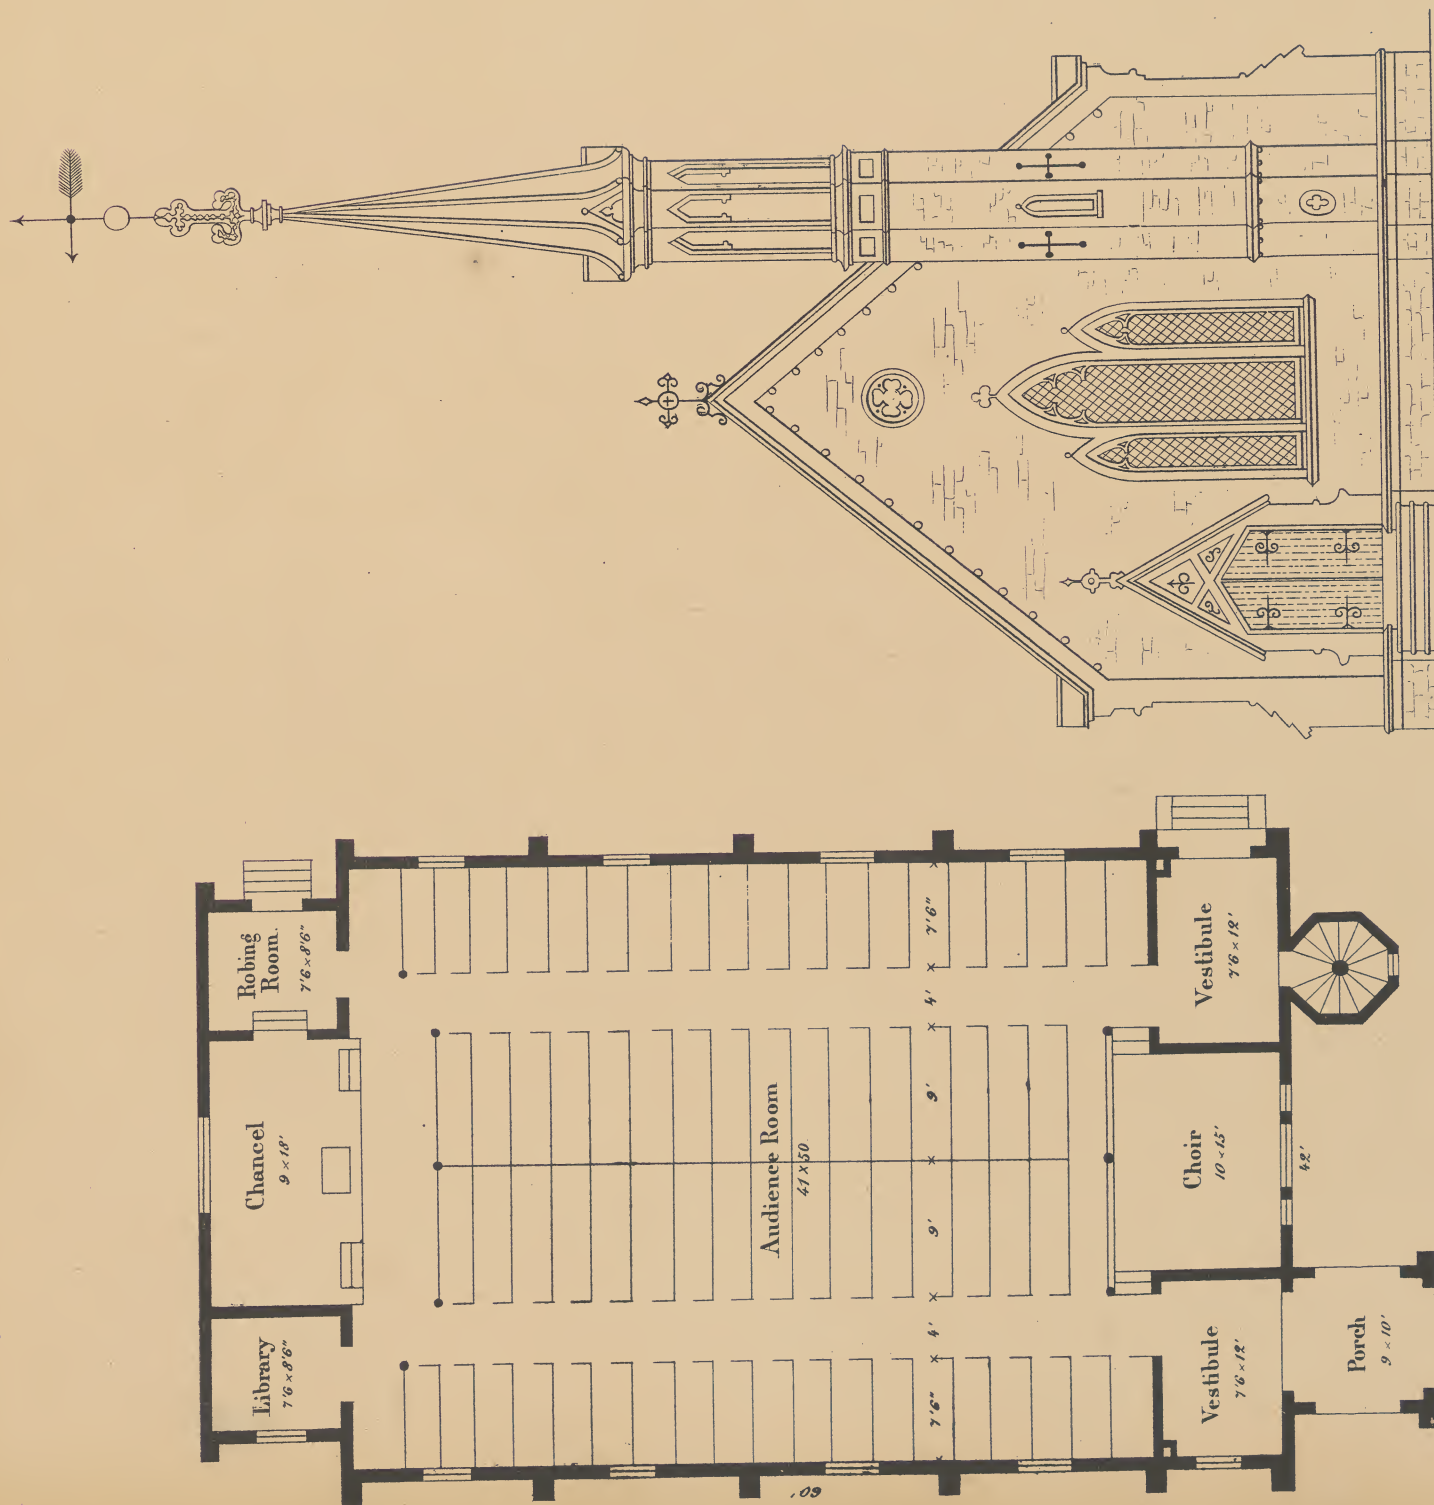 Robing
Room.
7'6 × 8'6"
Chancel
9 × 18'
Library
7'6 × 8'6"
Audience Room
41 × 50
7'6"
× 4' ×
9'
×
9'
× 4' ×
7'6"
Vestibule
7'6 × 12'
Choir
10 × 15'
Vestibule
7'6 × 12'
42'
Porch
9 × 10'
60'